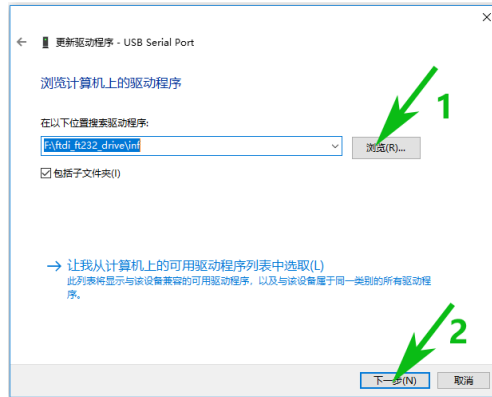 更新驱动程序 - USB Serial Port
浏览计算机上的驱动程序
在以下位置搜索驱动程序:
F:\ftdi_ft232_drive\inf
浏览(R)...
1
包括子文件夹(I)
让我从计算机上的可用驱动程序列表中选取(L)
此列表将显示与该设备兼容的可用驱动程序，以及与该设备属于同一类别的所有驱动程
序。
2
下一步(N)
取消